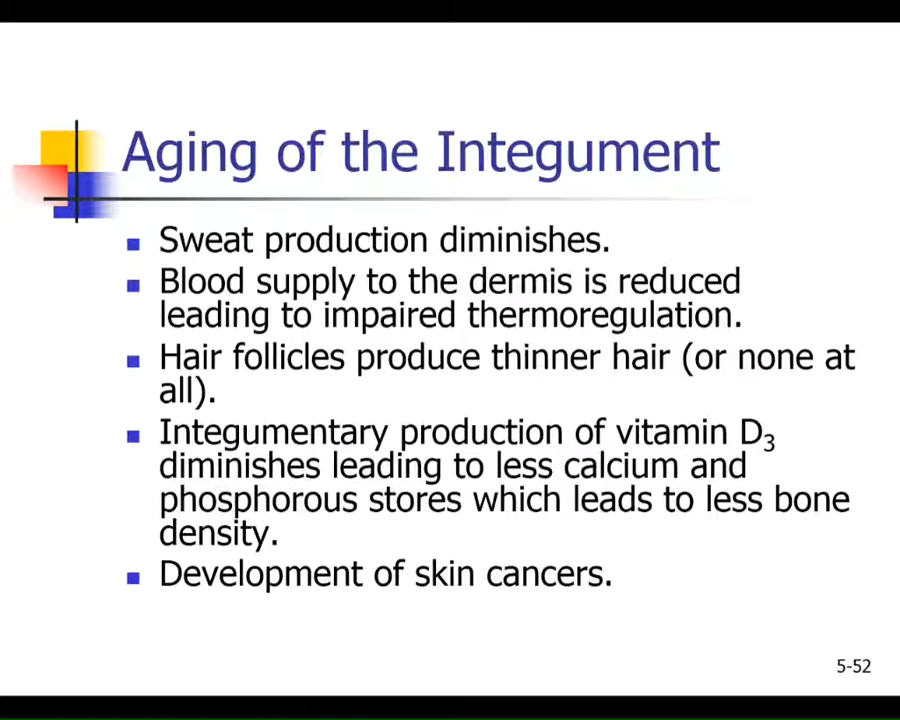 Aging of the Integument
■ Sweat production diminishes.
■ Blood supply to the dermis is reduced
leading to impaired thermoregulation.
■ Hair follicles produce thinner hair (or none at
all).
■ Integumentary production of vitamin D₃
diminishes leading to less calcium and
phosphorous stores which leads to less bone
density.
■ Development of skin cancers.
5-52